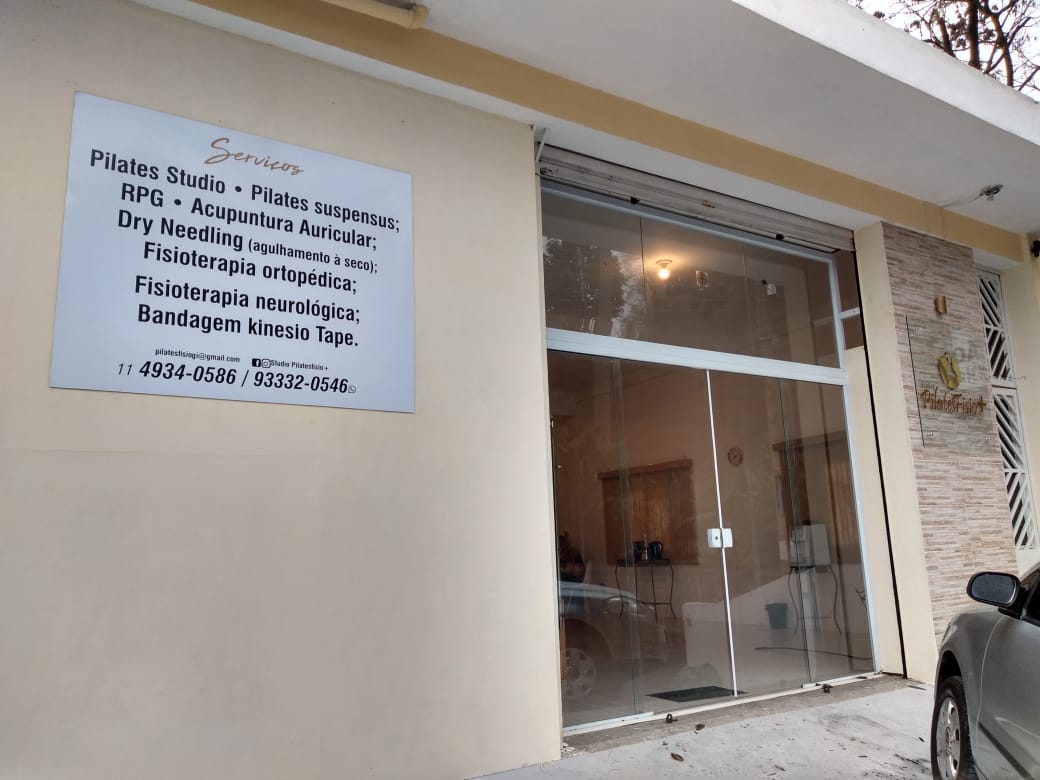 Serviços
Pilates Studio • Pilates suspensus;
RPG • Acupuntura Auricular;
Dry Needling (agulhamento à seco);
Fisioterapia ortopédica;
Fisioterapia neurológica;
Bandagem kinesio Tape.
pilatesfisiogi@gmail.com Studio Pilatesfisio +
11 4934-0586 / 93332-0546
PilatesFisio+